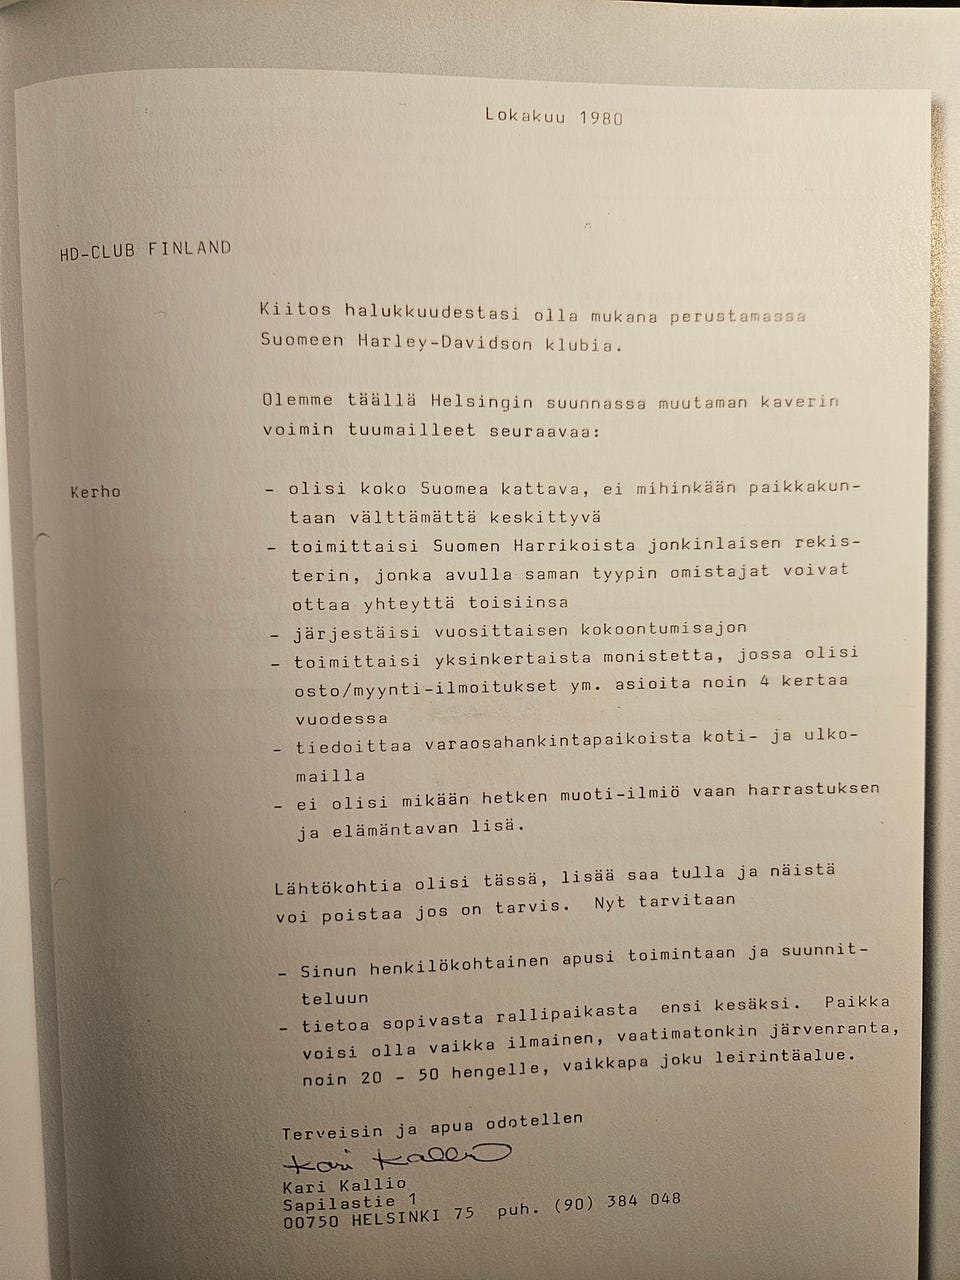 Lokakuu 1980
HD-CLUB FINLAND
Kiitos halukkuudestasi olla mukana perustamassa
Suomeen Harley-Davidson klubia.
Olemme täällä Helsingin suunnassa muutaman kaverin
voimin tuumailleet seuraavaa:
Kerho - olisi koko Suomea kattava, ei mihinkään paikkakun-
taan välttämättä keskittyvä
- toimittaisi Suomen Harrikoista jonkinlaisen rekis-
terin, jonka avulla saman tyypin omistajat voivat
ottaa yhteyttä toisiinsa
- järjestäisi vuosittaisen kokoontumisajon
- toimittaisi yksinkertaista monistetta, jossa olisi
osto/myynti-ilmoitukset ym. asioita noin 4 kertaa
vuodessa
- tiedoittaa varaosahankintapaikoista koti- ja ulko-
mailla
- ei olisi mikään hetken muoti-ilmiö vaan harrastuksen
ja elämäntavan lisä.
Lähtökohtia olisi tässä, lisää saa tulla ja näistä
voi poistaa jos on tarvis. Nyt tarvitaan
- Sinun henkilökohtainen apusi toimintaan ja suunnit-
teluun
- tietoa sopivasta rallipaikasta ensi kesäksi. Paikka
voisi olla vaikka ilmainen, vaatimatonkin järvenranta,
noin 20 - 50 hengelle, vaikkapa joku leirintäalue.
Terveisin ja apua odotellen
Kari Kallio
Kari Kallio
Sapilastie 1
00750 HELSINKI 75 puh. (90) 384 048